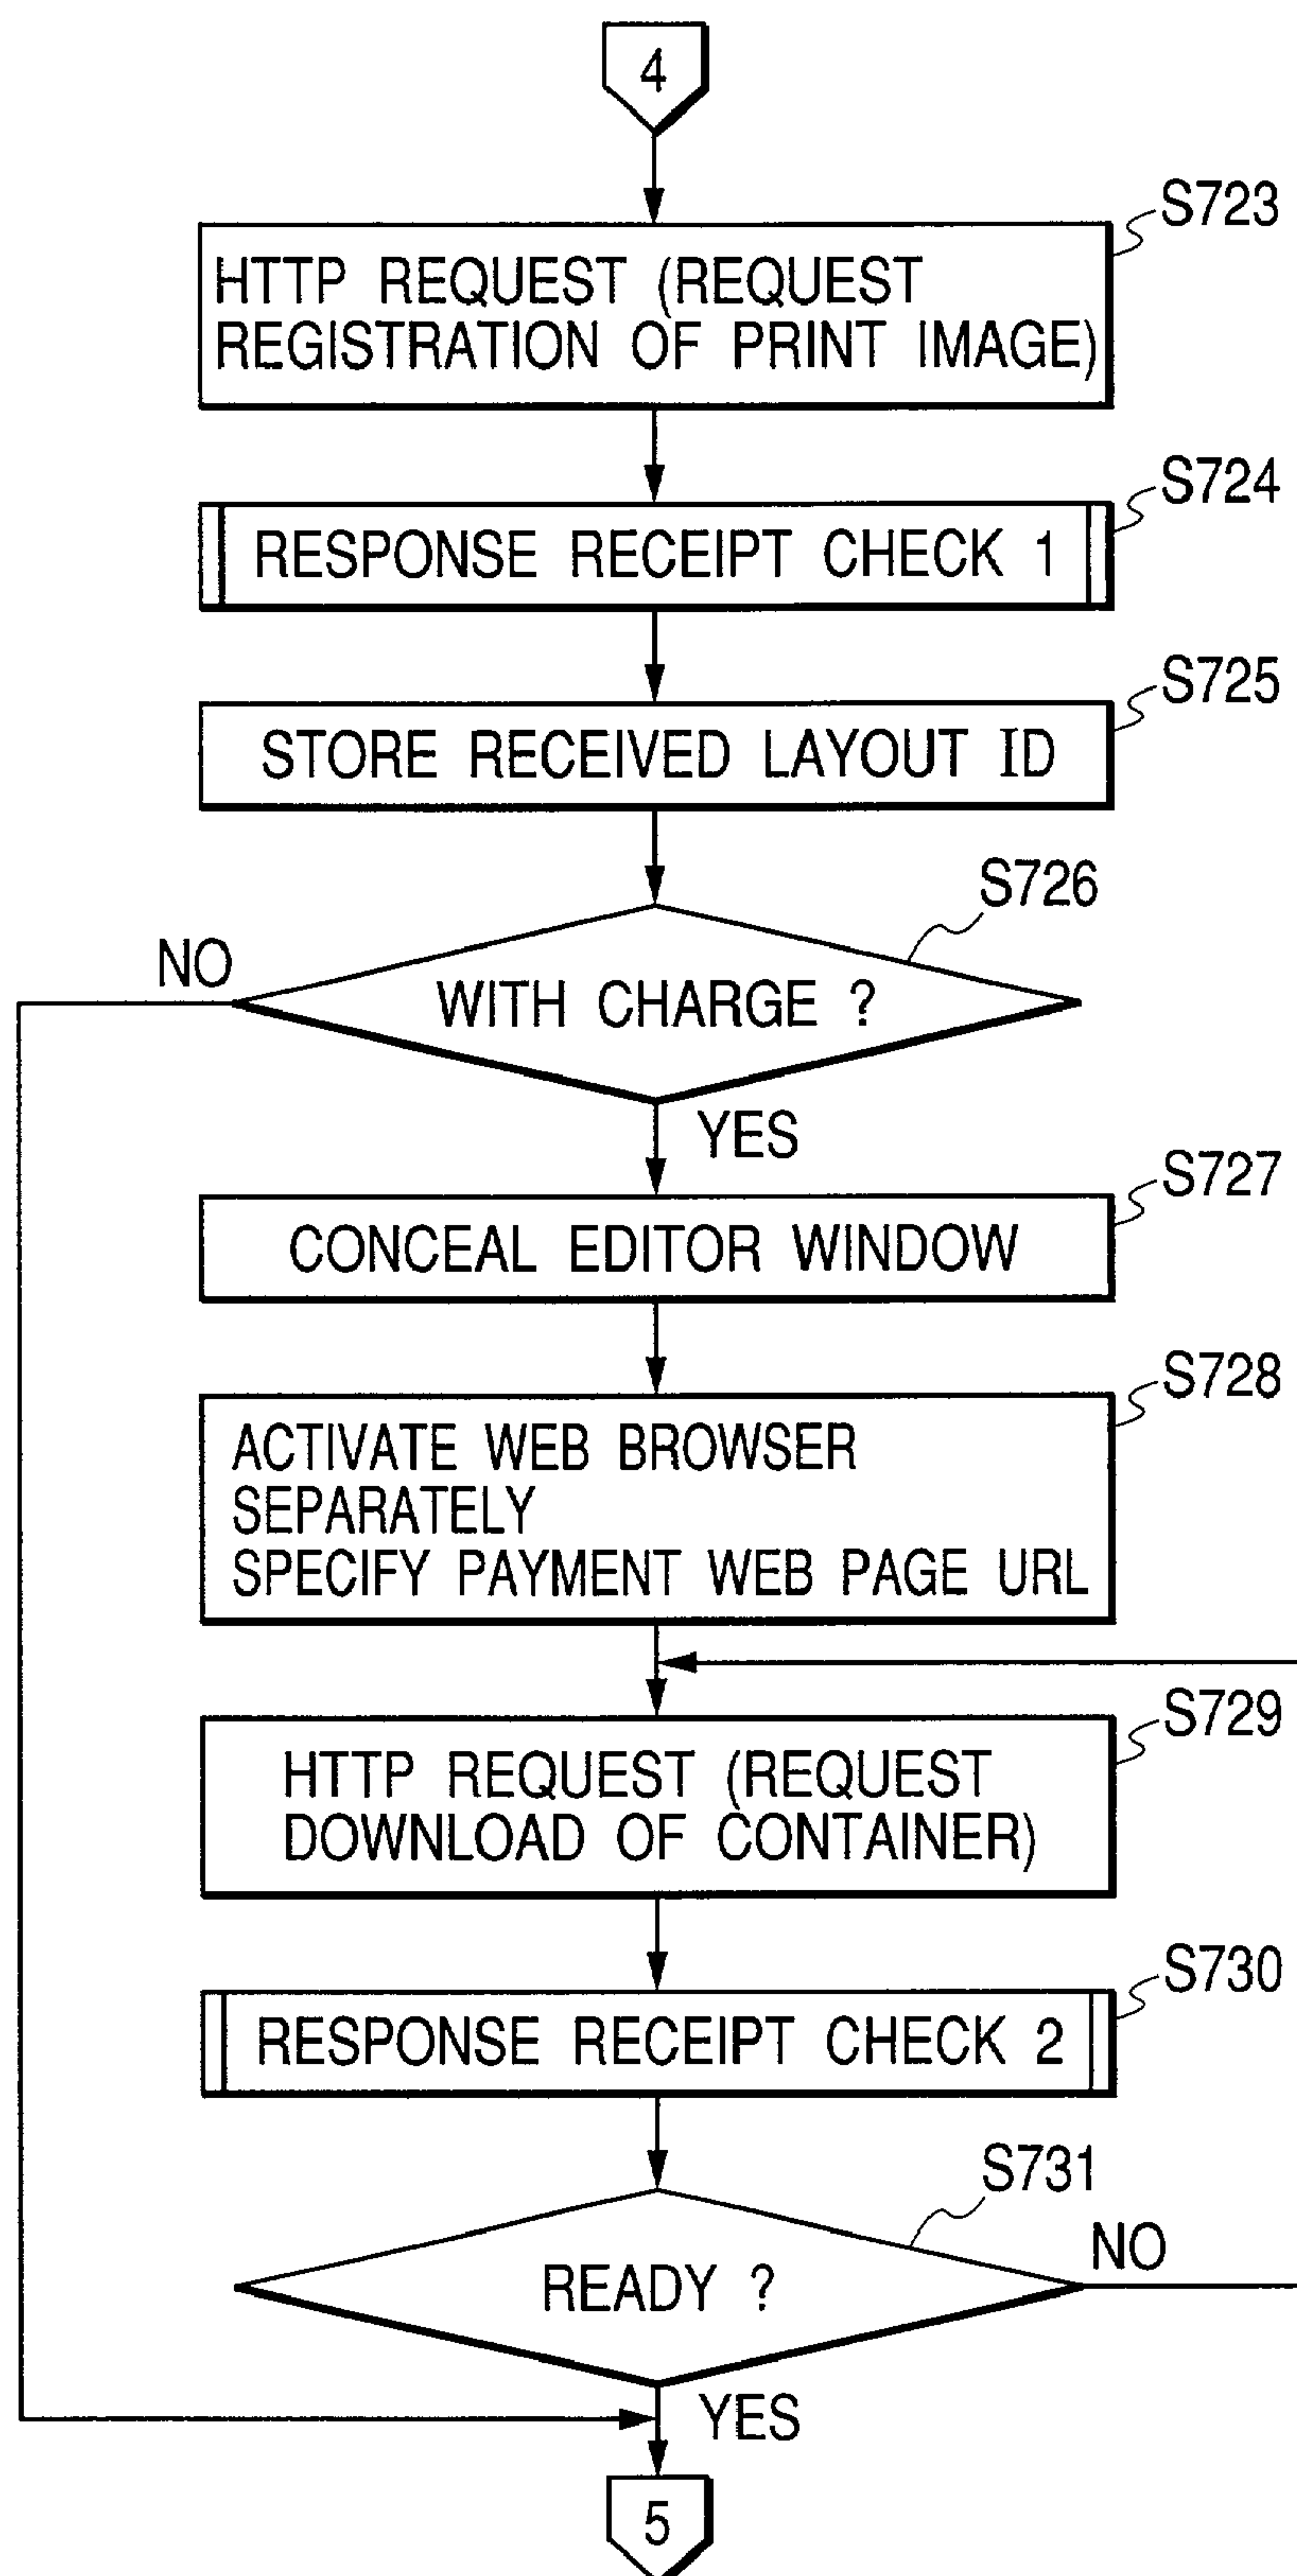 4
S723
HTTP REQUEST (REQUEST
REGISTRATION OF PRINT IMAGE)
S724
RESPONSE RECEIPT CHECK 1
S725
STORE RECEIVED LAYOUT ID
S726
NO
WITH CHARGE ?
YES
S727
CONCEAL EDITOR WINDOW
S728
ACTIVATE WEB BROWSER
SEPARATELY
SPECIFY PAYMENT WEB PAGE URL
S729
HTTP REQUEST (REQUEST
DOWNLOAD OF CONTAINER)
S730
RESPONSE RECEIPT CHECK 2
S731
NO
READY ?
YES
5